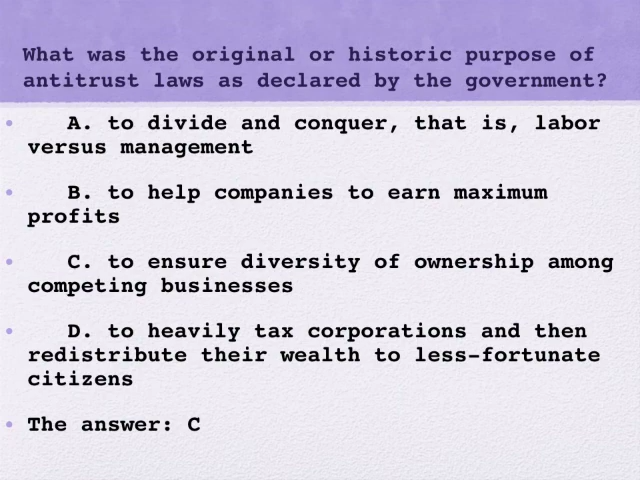 What was the original or historic purpose of
antitrust laws as declared by the government?
• A. to divide and conquer, that is, labor
versus management
• B. to help companies to earn maximum
profits
• C. to ensure diversity of ownership among
competing businesses
• D. to heavily tax corporations and then
redistribute their wealth to less-fortunate
citizens
• The answer: C